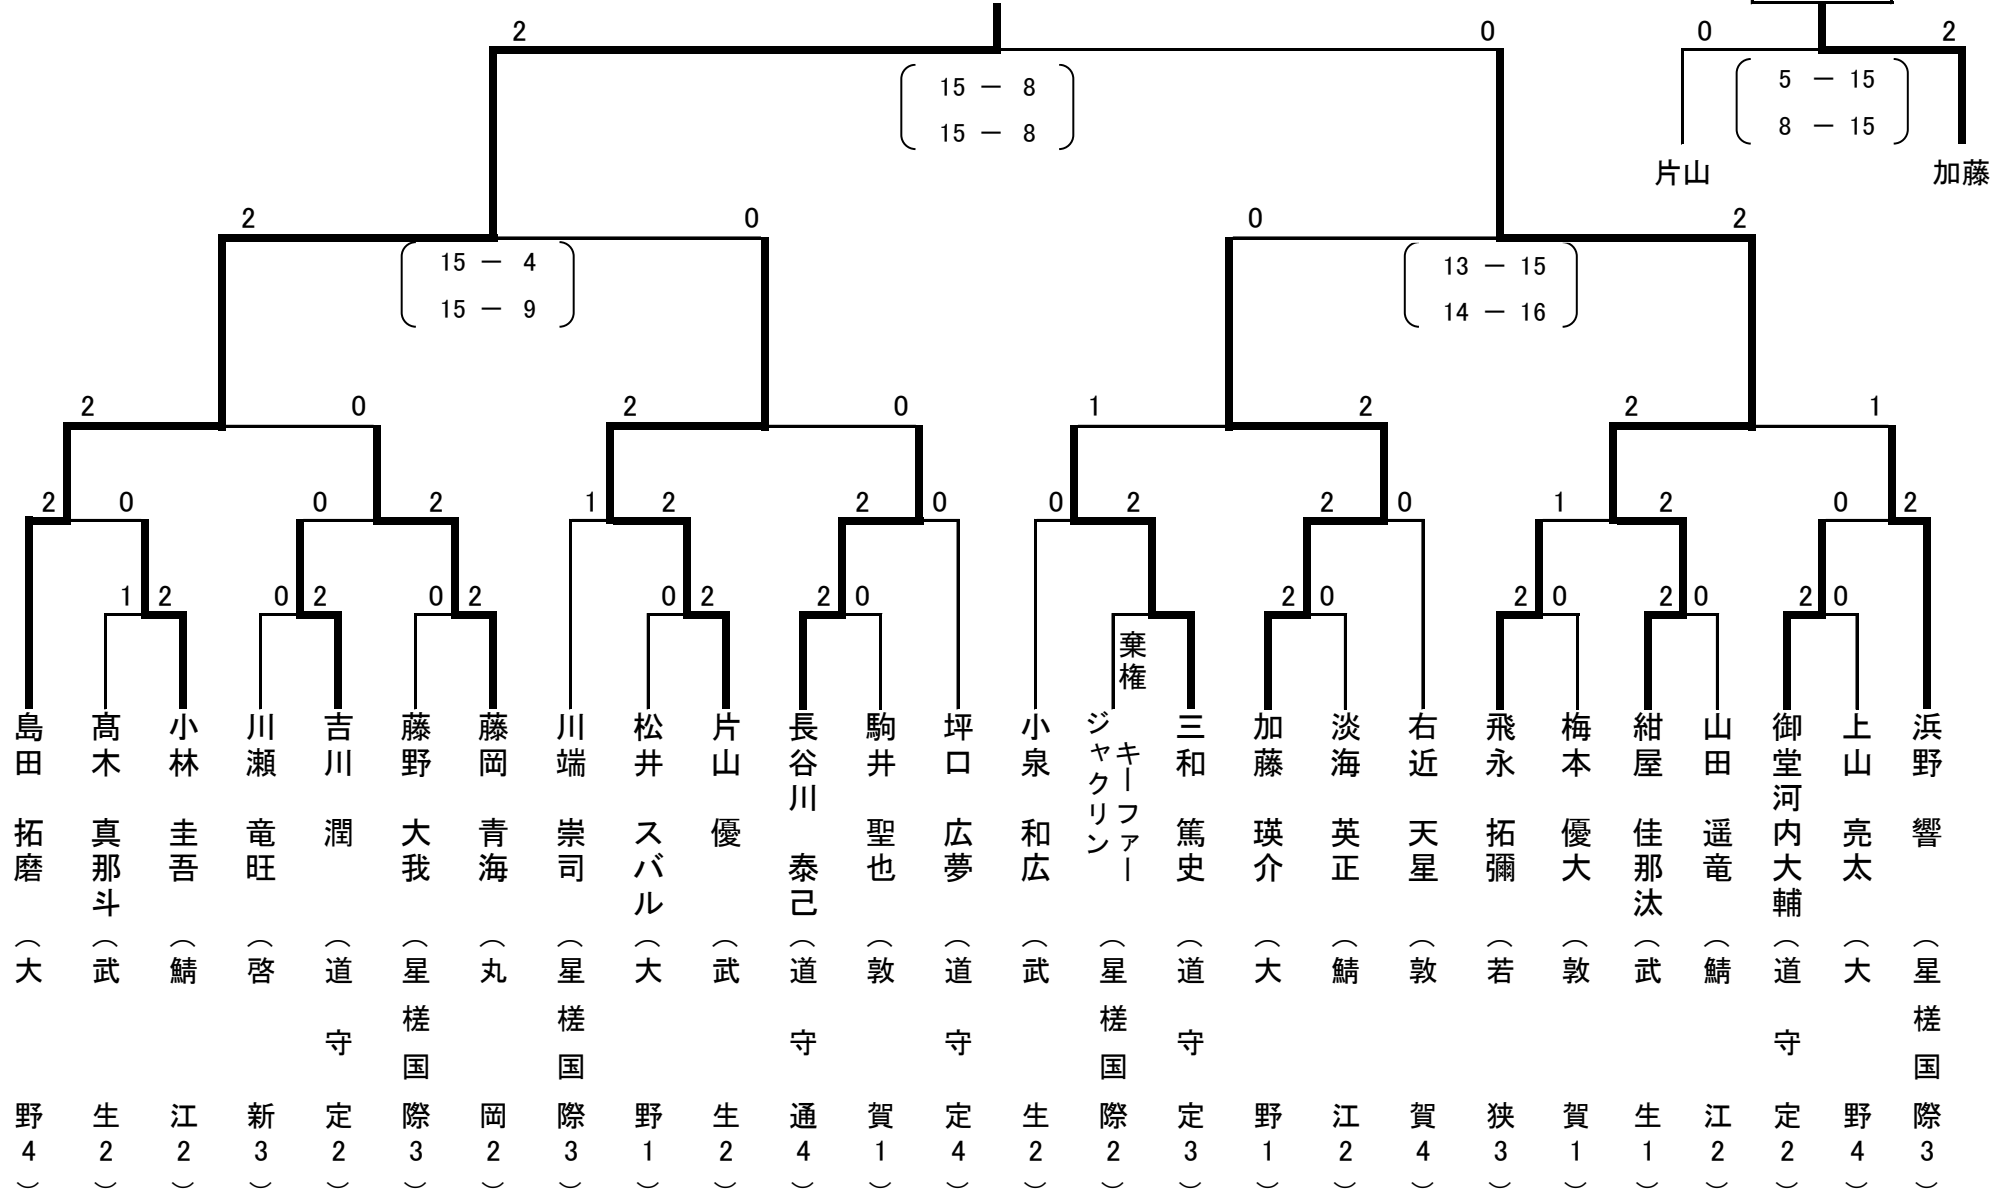 2
0
0
2
15 － 8
15 － 8
5 － 15
8 － 15
片山
加藤
2
0
0
2
15 － 4
15 － 9
13 － 15
14 － 16
2
0
2
0
1
2
2
1
2
0
0
2
1
2
2
0
0
2
2
0
1
2
0
2
1
2
0
2
0
2
0
2
2
0
2
0
2
0
2
0
2
0
棄権
島田 拓磨（大野4）
髙木 真那斗（武生2）
小林 圭吾（鯖江2）
川瀬 竜旺（啓新3）
吉川 潤（道守定2）
藤野 大我（星槎国際3）
藤岡 青海（丸岡2）
川端 崇司（星槎国際3）
松井 スバル（大野1）
片山 優（武生2）
長谷川 泰己（道守通4）
駒井 聖也（敦賀1）
坪口 広夢（道守定4）
小泉 和広（武生2）
キーファー
ジャクリン
（星槎国際2）
三和 篤史（道守定3）
加藤 瑛介（大野1）
淡海 英正（鯖江2）
右近 天星（敦賀4）
飛永 拓彌（若狭3）
梅本 優大（敦賀1）
紺屋 佳那汰（武生1）
山田 遥竜（鯖江2）
御堂河内大輔（道守定2）
上山 亮太（大野4）
浜野 響（星槎国際3）